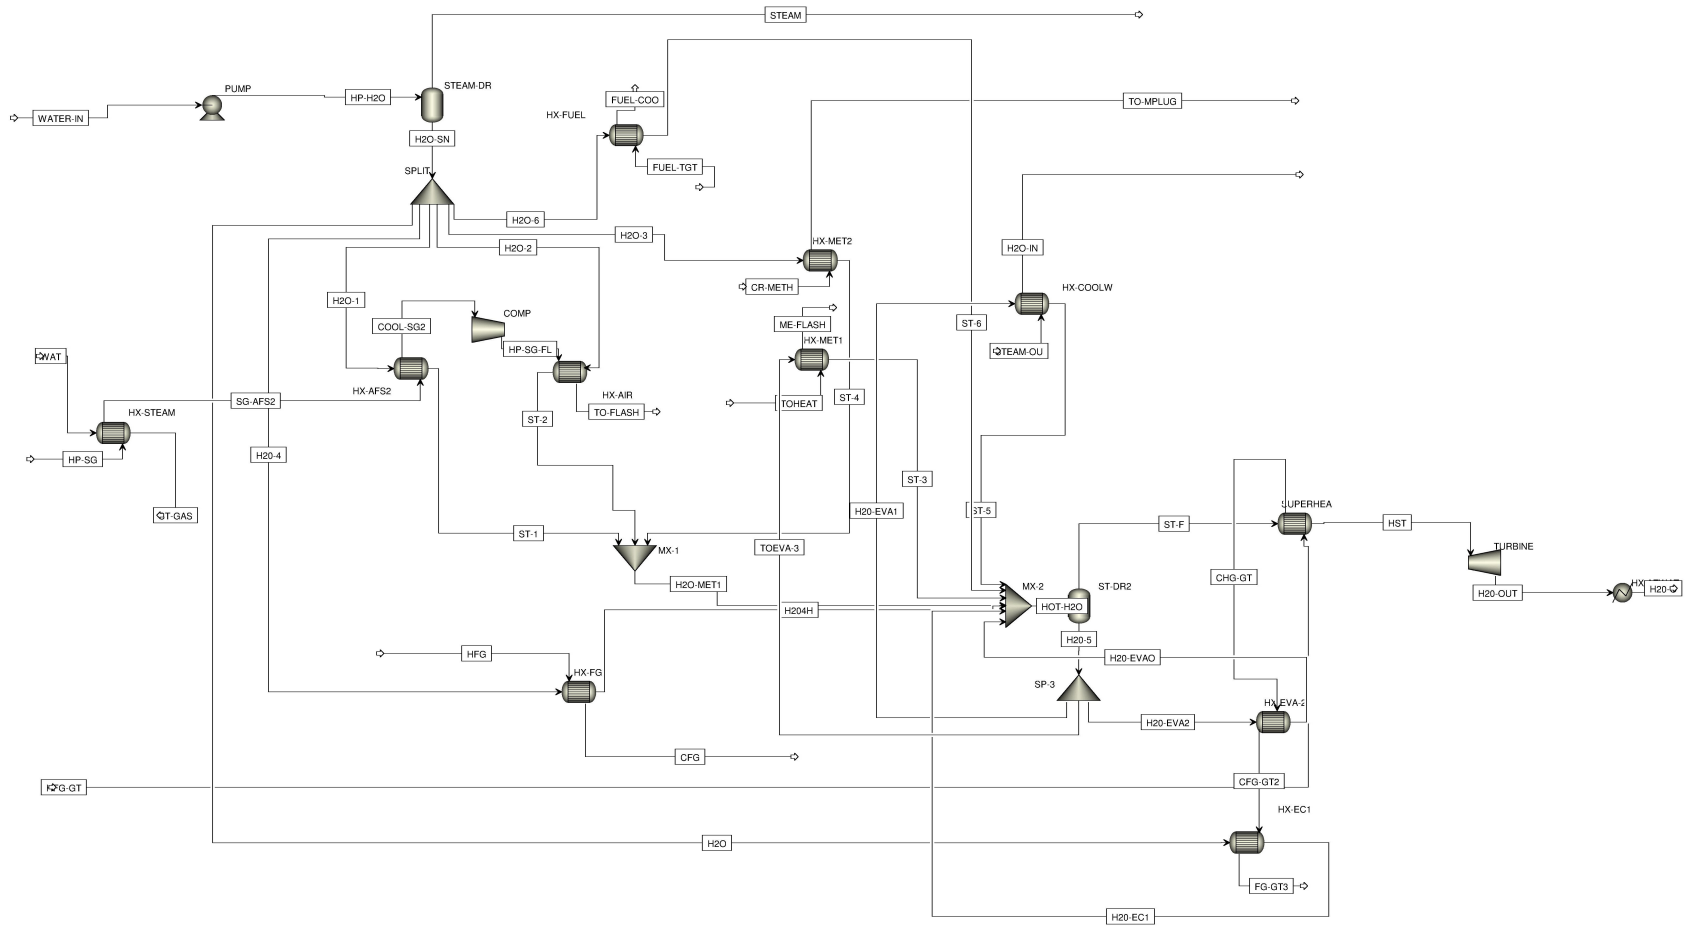 STEAM
STEAM-DR
PUMP
HP-H2O
FUEL-COO
TO-MPLUG
WATER-IN
HX-FUEL
H2O-SN
FUEL-TGT
SPLIT
H2O-6
H2O-3
HX-MET2
H2O-2
H2O-IN
CR-METH
HX-COOLW
H2O-1
COMP
COOL-SG2
ME-FLASH
ST-6
HX-MET1
HP-SG-FL
TEAM-OU
WAT
HX-AFS2
HX-AIR
SG-AFS2
ST-4
TOHEAT
HX-STEAM
TO-FLASH
ST-2
H20-4
HP-SG
ST-3
SUPERHEA
H20-EVA1
ST-5
OT-GAS
ST-F
HST
ST-1
TOEVA-3
MX-1
TURBINE
CHG-GT
H2O-MET1
MX-2
ST-DR2
H20-OUT
H20-O
HOT-H2O
H204H
H20-5
HFG
H20-EVAO
HX-FG
SP-3
HX-EVA-2
H20-EVA2
CFG
CFG-GT2
FG-GT
HX-EC1
H2O
FG-GT3
H20-EC1